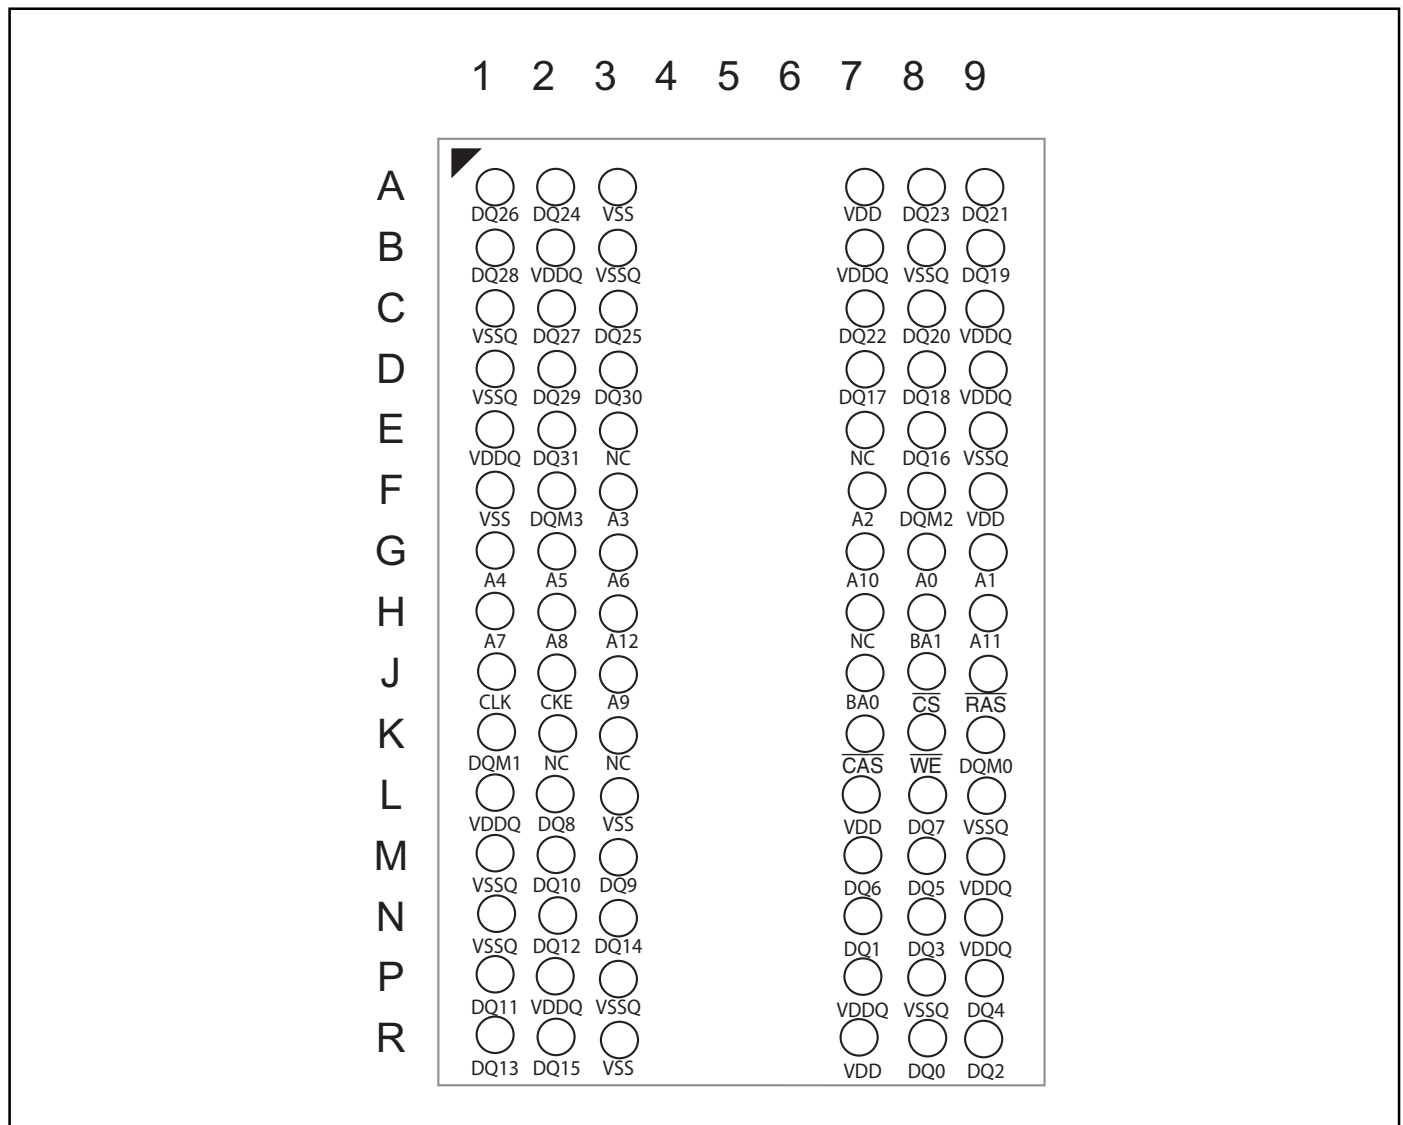 1 2 3 4 5 6 7 8 9
A
DQ26 DQ24 VSS VDD DQ23 DQ21
B
DQ28 VDDQ VSSQ VDDQ VSSQ DQ19
C
VSSQ DQ27 DQ25 DQ22 DQ20 VDDQ
D
VSSQ DQ29 DQ30 DQ17 DQ18 VDDQ
E
VDDQ DQ31 NC NC DQ16 VSSQ
F
VSS DQM3 A3 A2 DQM2 VDD
G
A4 A5 A6 A10 A0 A1
H
A7 A8 A12 NC BA1 A11
J
CLK CKE A9 BA0 C̅S̅ R̅A̅S̅
K
DQM1 NC NC C̅A̅S̅ W̅E̅ DQM0
L
VDDQ DQ8 VSS VDD DQ7 VSSQ
M
VSSQ DQ10 DQ9 DQ6 DQ5 VDDQ
N
VSSQ DQ12 DQ14 DQ1 DQ3 VDDQ
P
DQ11 VDDQ VSSQ VDDQ VSSQ DQ4
R
DQ13 DQ15 VSS VDD DQ0 DQ2